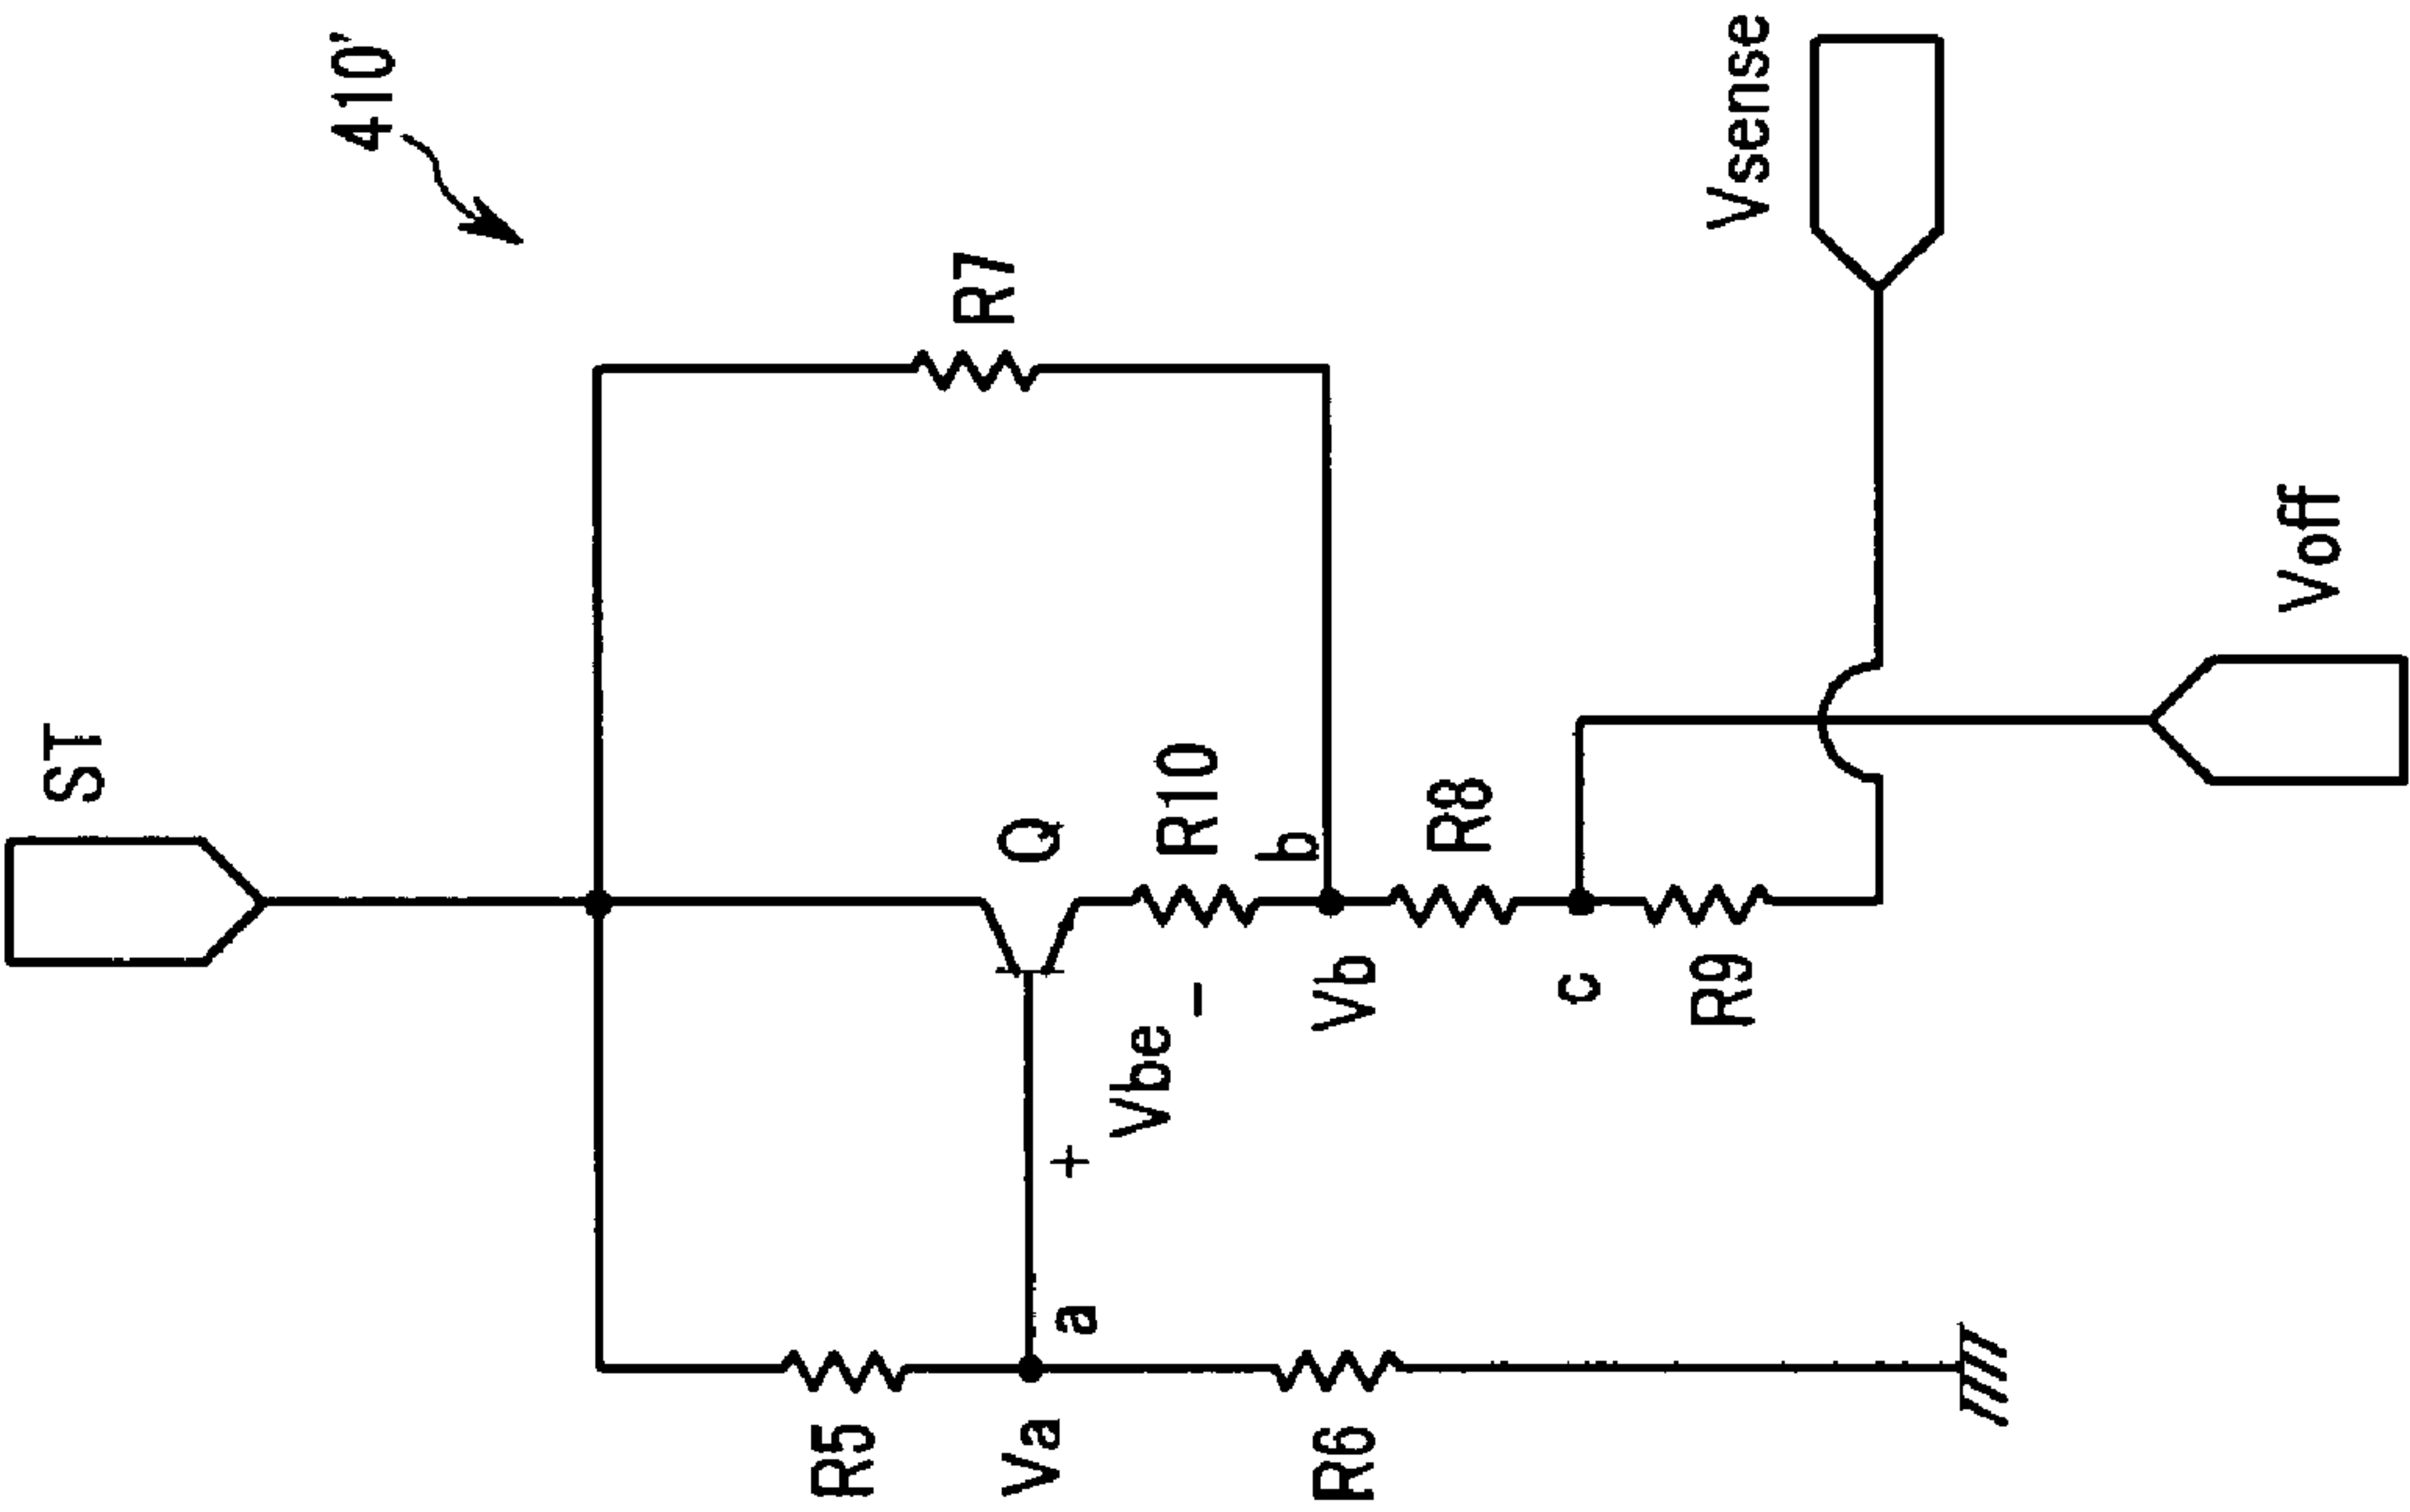 410'
ST
R7
Q
R10
b
Vsense
R5
Va
a
+
Vbe
−
Vb
R8
c
R9
Voff
R6